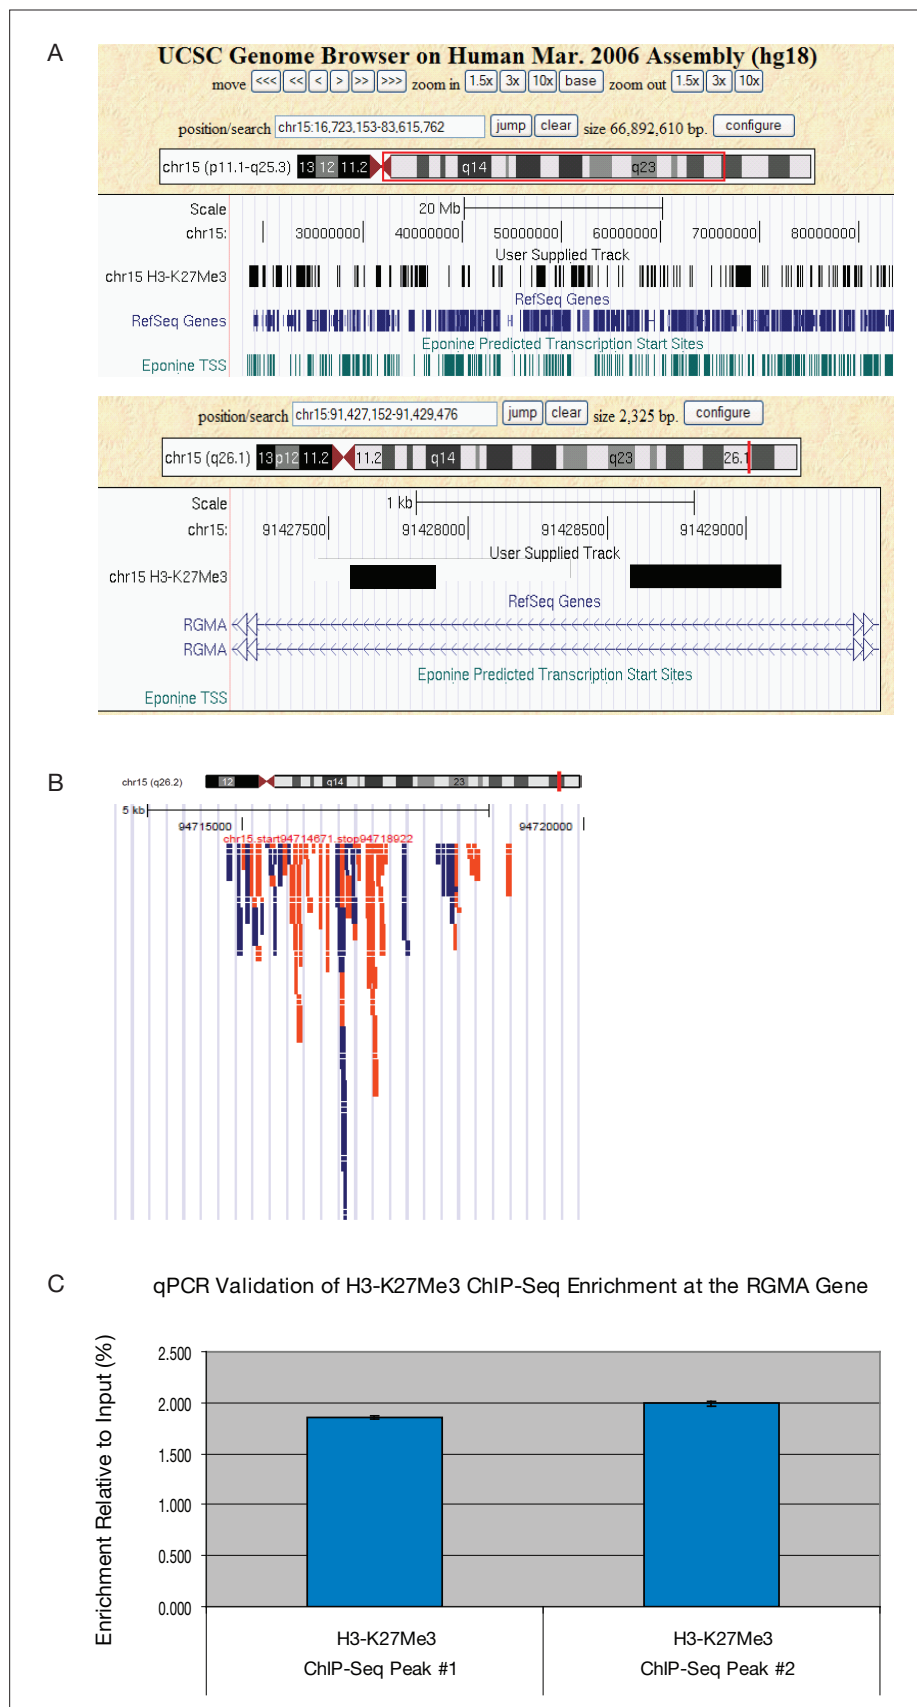 A
UCSC Genome Browser on Human Mar. 2006 Assembly (hg18)
move <<< << < > >> >>> zoom in 1.5x 3x 10x base zoom out 1.5x 3x 10x
position/search chr15:16,723,153-83,615,762 jump clear size 66,892,610 bp. configure
chr15 (p11.1-q25.3) 13 12 11.2 q14 q23
Scale 20 Mb
chr15: 30000000 40000000 50000000 60000000 70000000 80000000
User Supplied Track
chr15 H3-K27Me3
RefSeq Genes
RefSeq Genes
Eponine Predicted Transcription Start Sites
Eponine TSS
position/search chr15:91,427,152-91,429,476 jump clear size 2,325 bp. configure
chr15 (q26.1) 13 p12 11.2 11.2 q14 q23 26.1
Scale 1 kb
chr15: 91427500 91428000 91428500 91429000
User Supplied Track
chr15 H3-K27Me3
RefSeq Genes
RGMA
RGMA
Eponine Predicted Transcription Start Sites
Eponine TSS
B
chr15 (q26.2) 12 q14 23
5 kb
94715000 94720000
chr15.start94714671.stop94718922
C
qPCR Validation of H3-K27Me3 ChIP-Seq Enrichment at the RGMA Gene
Enrichment Relative to Input (%)
2.500
2.000
1.500
1.000
0.500
0.000
H3-K27Me3
ChIP-Seq Peak #1
H3-K27Me3
ChIP-Seq Peak #2